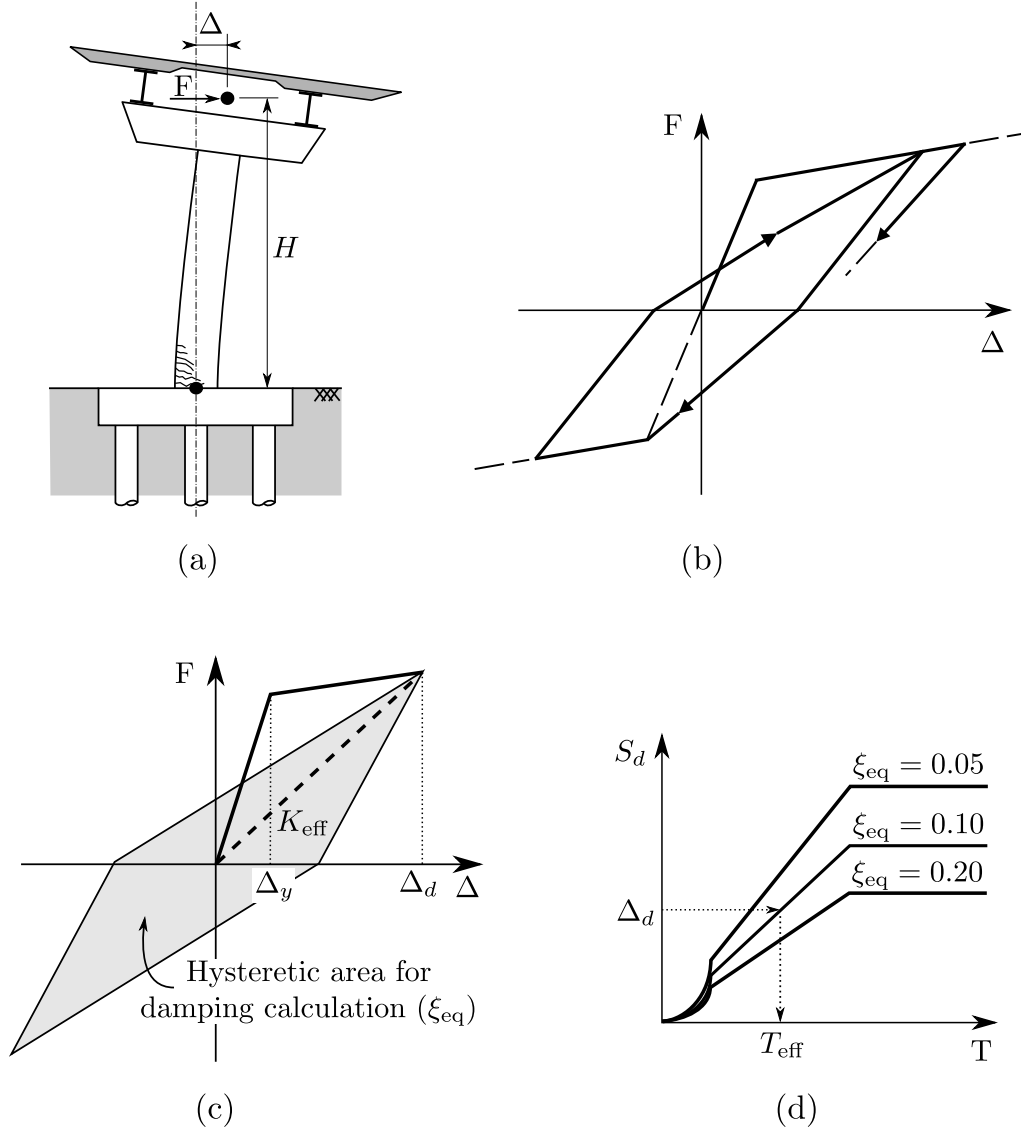 Δ
F
H
(a)
F
Δ
(b)
F
K_eff
Δ_y
Δ_d
Δ
Hysteretic area for
damping calculation (ξ_eq)
(c)
S_d
ξ_eq = 0.05
ξ_eq = 0.10
ξ_eq = 0.20
Δ_d
T_eff
T
(d)